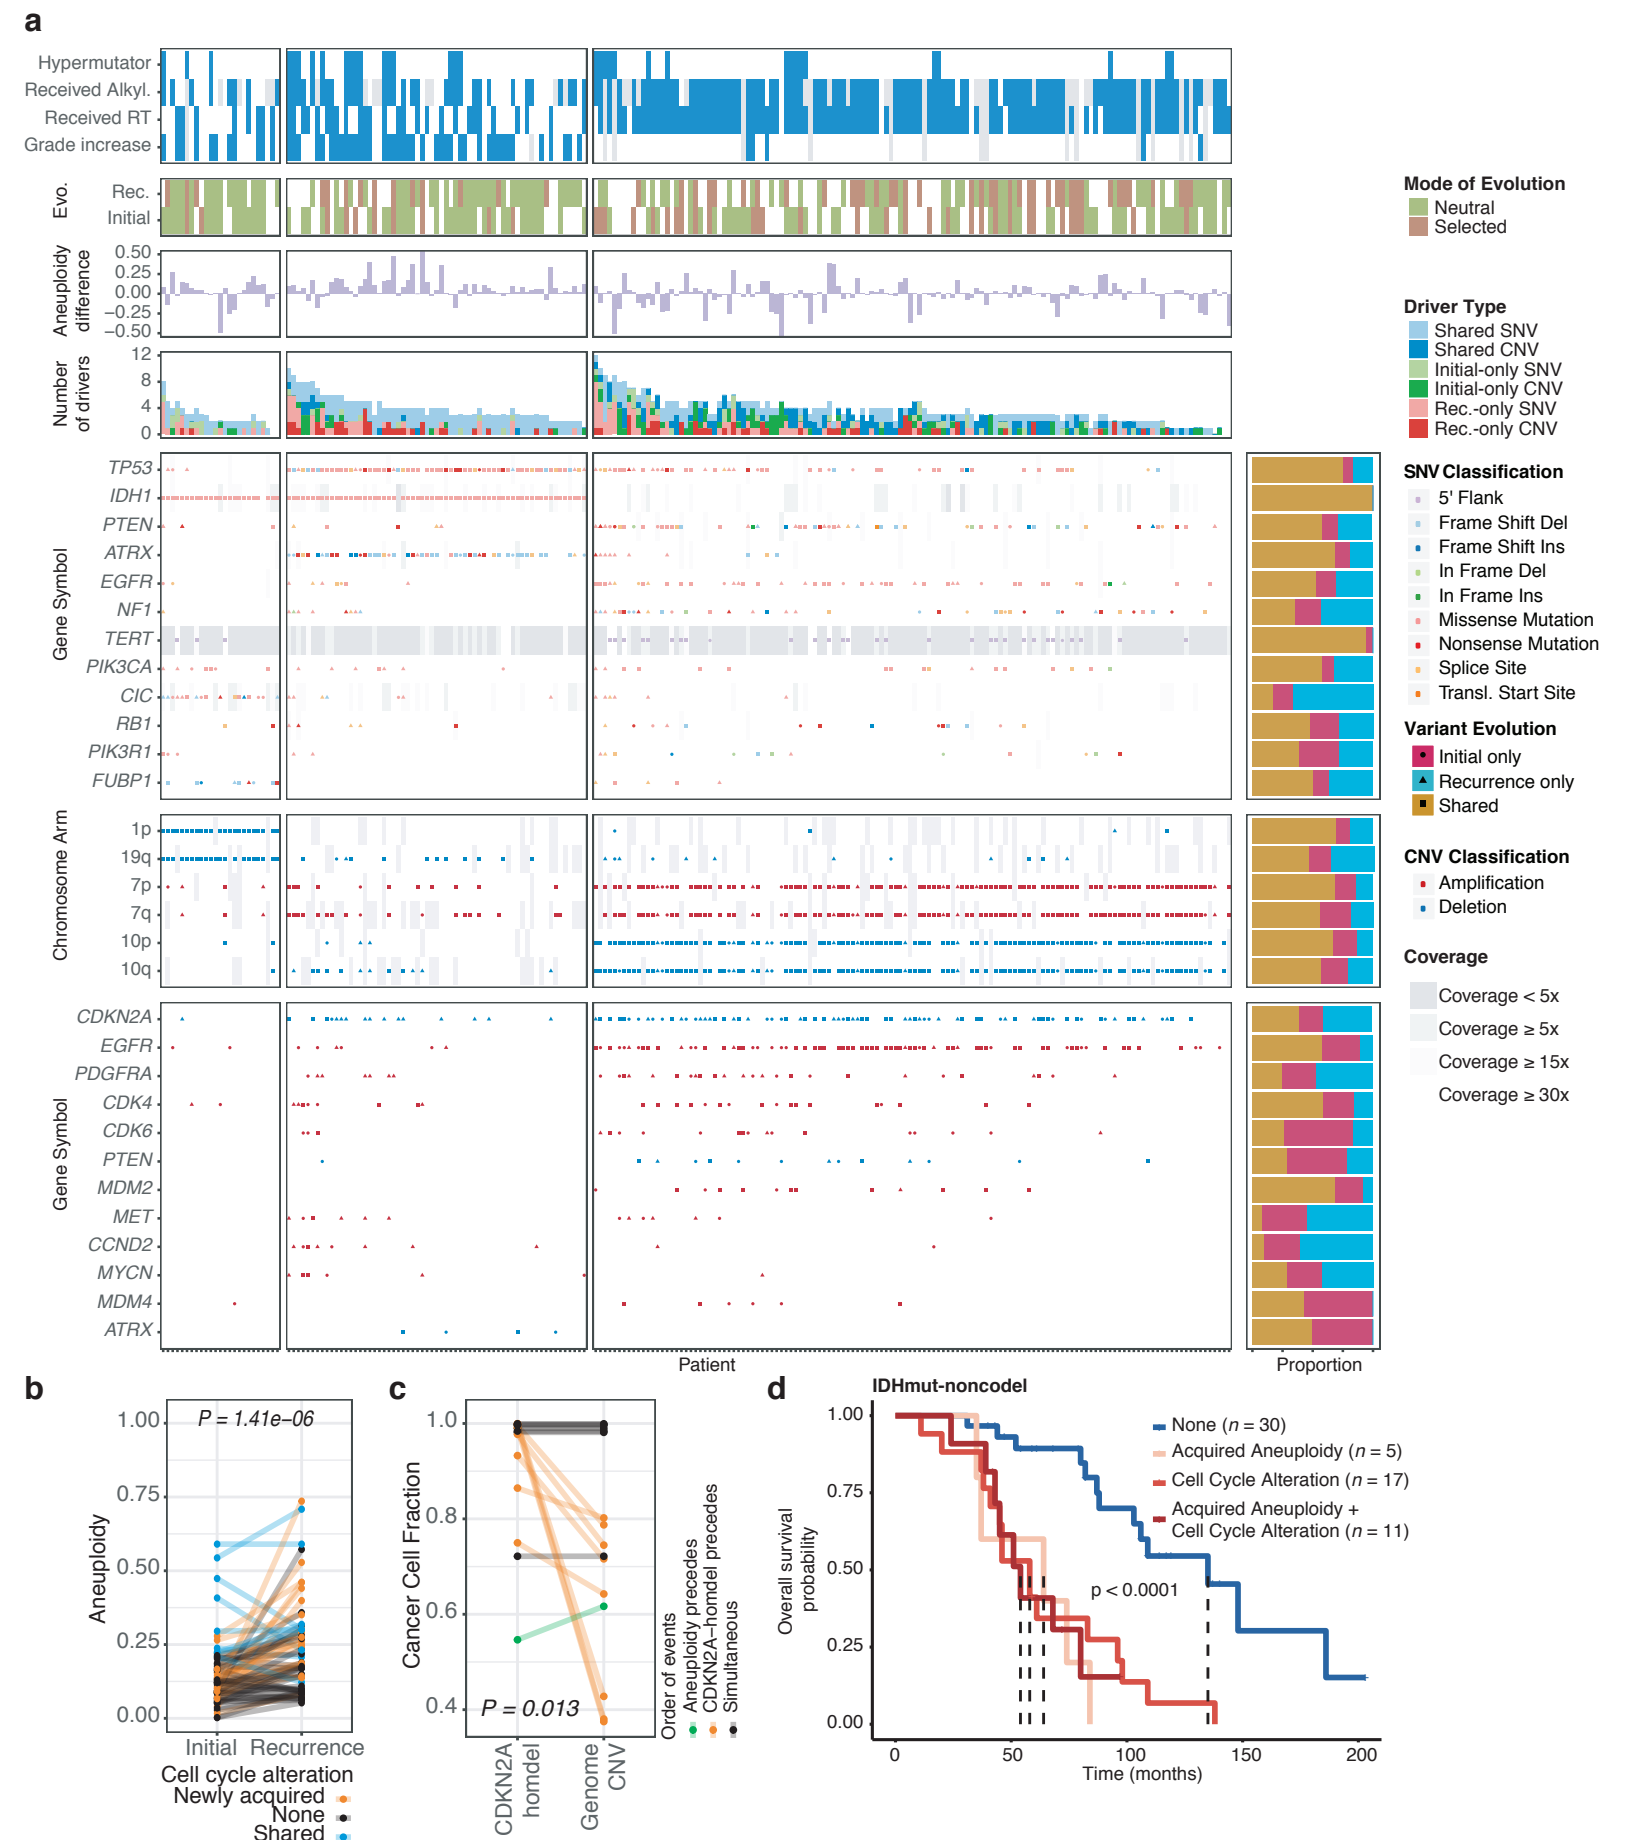 a
Hypermutator
Received Alkyl.
Received RT
Grade increase
Evo.
Rec.
Initial
Mode of Evolution
Neutral
Selected
Aneuploidy
difference
0.50
0.25
0.00
−0.25
−0.50
Driver Type
Shared SNV
Shared CNV
Initial-only SNV
Initial-only CNV
Rec.-only SNV
Rec.-only CNV
Number
of drivers
12
8
4
0
Gene Symbol
TP53
IDH1
PTEN
ATRX
EGFR
NF1
TERT
PIK3CA
CIC
RB1
PIK3R1
FUBP1
SNV Classification
5' Flank
Frame Shift Del
Frame Shift Ins
In Frame Del
In Frame Ins
Missense Mutation
Nonsense Mutation
Splice Site
Transl. Start Site
Variant Evolution
Initial only
Recurrence only
Shared
Chromosome Arm
1p
19q
7p
7q
10p
10q
CNV Classification
Amplification
Deletion
Coverage
Coverage < 5x
Coverage ≥ 5x
Coverage ≥ 15x
Coverage ≥ 30x
Gene Symbol
CDKN2A
EGFR
PDGFRA
CDK4
CDK6
PTEN
MDM2
MET
CCND2
MYCN
MDM4
ATRX
Patient
Proportion
b
P = 1.41e−06
Aneuploidy
1.00
0.75
0.50
0.25
0.00
Initial Recurrence
Cell cycle alteration
Newly acquired
None
Shared
c
Cancer Cell Fraction
1.0
0.8
0.6
0.4
P = 0.013
CDKN2A
homdel
Genome
CNV
Order of events
Aneuploidy precedes
CDKN2A−homdel precedes
Simultaneous
d
IDHmut-noncodel
Overall survival
probability
1.00
0.75
0.50
0.25
0.00
None (n = 30)
Acquired Aneuploidy (n = 5)
Cell Cycle Alteration (n = 17)
Acquired Aneuploidy +
Cell Cycle Alteration (n = 11)
p < 0.0001
0 50 100 150 200
Time (months)